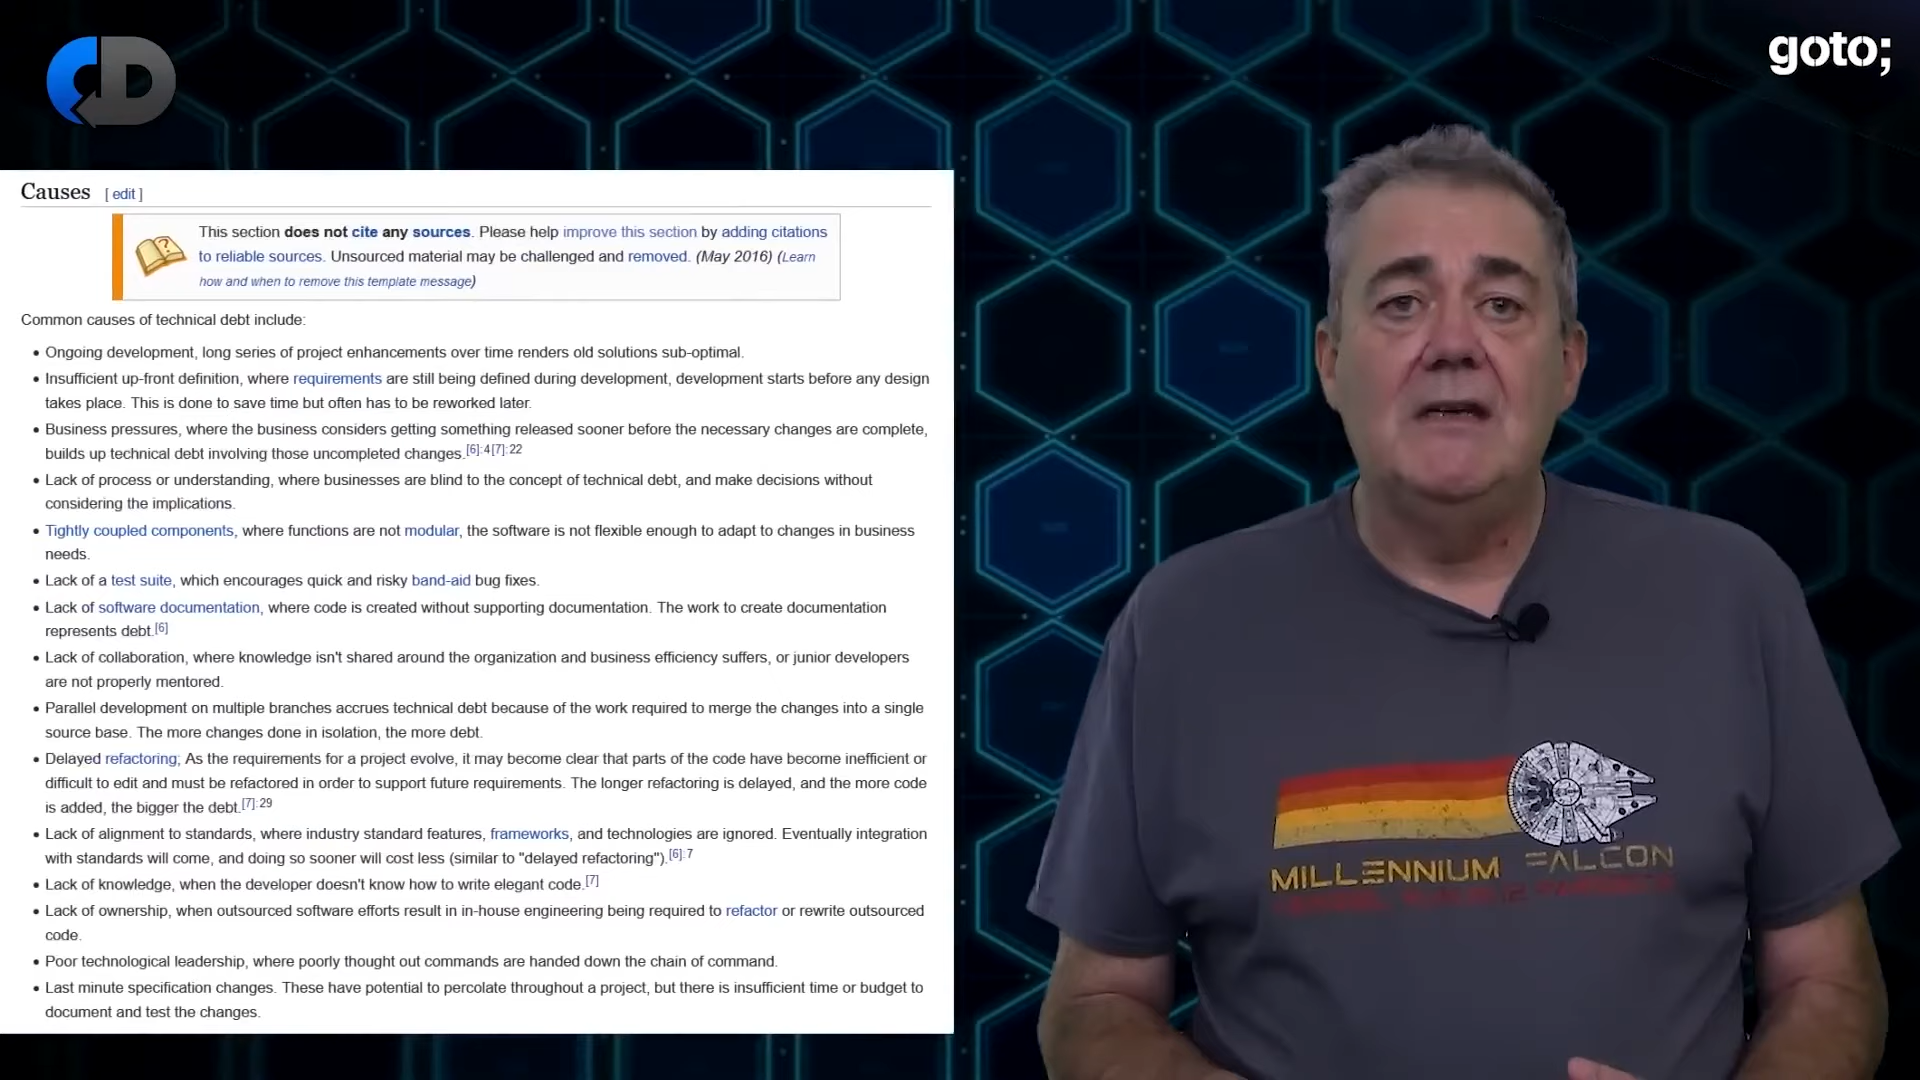 goto;
CD
Causes [ edit ]
This section does not cite any sources. Please help improve this section by adding citations
to reliable sources. Unsourced material may be challenged and removed. (May 2016) (Learn
how and when to remove this template message)
Common causes of technical debt include:
• Ongoing development, long series of project enhancements over time renders old solutions sub-optimal.
• Insufficient up-front definition, where requirements are still being defined during development, development starts before any design
takes place. This is done to save time but often has to be reworked later.
• Business pressures, where the business considers getting something released sooner before the necessary changes are complete,
builds up technical debt involving those uncompleted changes.[6]:4[7]:22
• Lack of process or understanding, where businesses are blind to the concept of technical debt, and make decisions without
considering the implications.
• Tightly coupled components, where functions are not modular, the software is not flexible enough to adapt to changes in business
needs.
• Lack of a test suite, which encourages quick and risky band-aid bug fixes.
• Lack of software documentation, where code is created without supporting documentation. The work to create documentation
represents debt.[6]
• Lack of collaboration, where knowledge isn't shared around the organization and business efficiency suffers, or junior developers
are not properly mentored.
• Parallel development on multiple branches accrues technical debt because of the work required to merge the changes into a single
source base. The more changes done in isolation, the more debt.
• Delayed refactoring; As the requirements for a project evolve, it may become clear that parts of the code have become inefficient or
difficult to edit and must be refactored in order to support future requirements. The longer refactoring is delayed, and the more code
is added, the bigger the debt.[7]:29
• Lack of alignment to standards, where industry standard features, frameworks, and technologies are ignored. Eventually integration
with standards will come, and doing so sooner will cost less (similar to "delayed refactoring").[6]:7
• Lack of knowledge, when the developer doesn't know how to write elegant code.[7]
• Lack of ownership, when outsourced software efforts result in in-house engineering being required to refactor or rewrite outsourced
code.
• Poor technological leadership, where poorly thought out commands are handed down the chain of command.
• Last minute specification changes. These have potential to percolate throughout a project, but there is insufficient time or budget to
document and test the changes.
MILLENNIUM FALCON